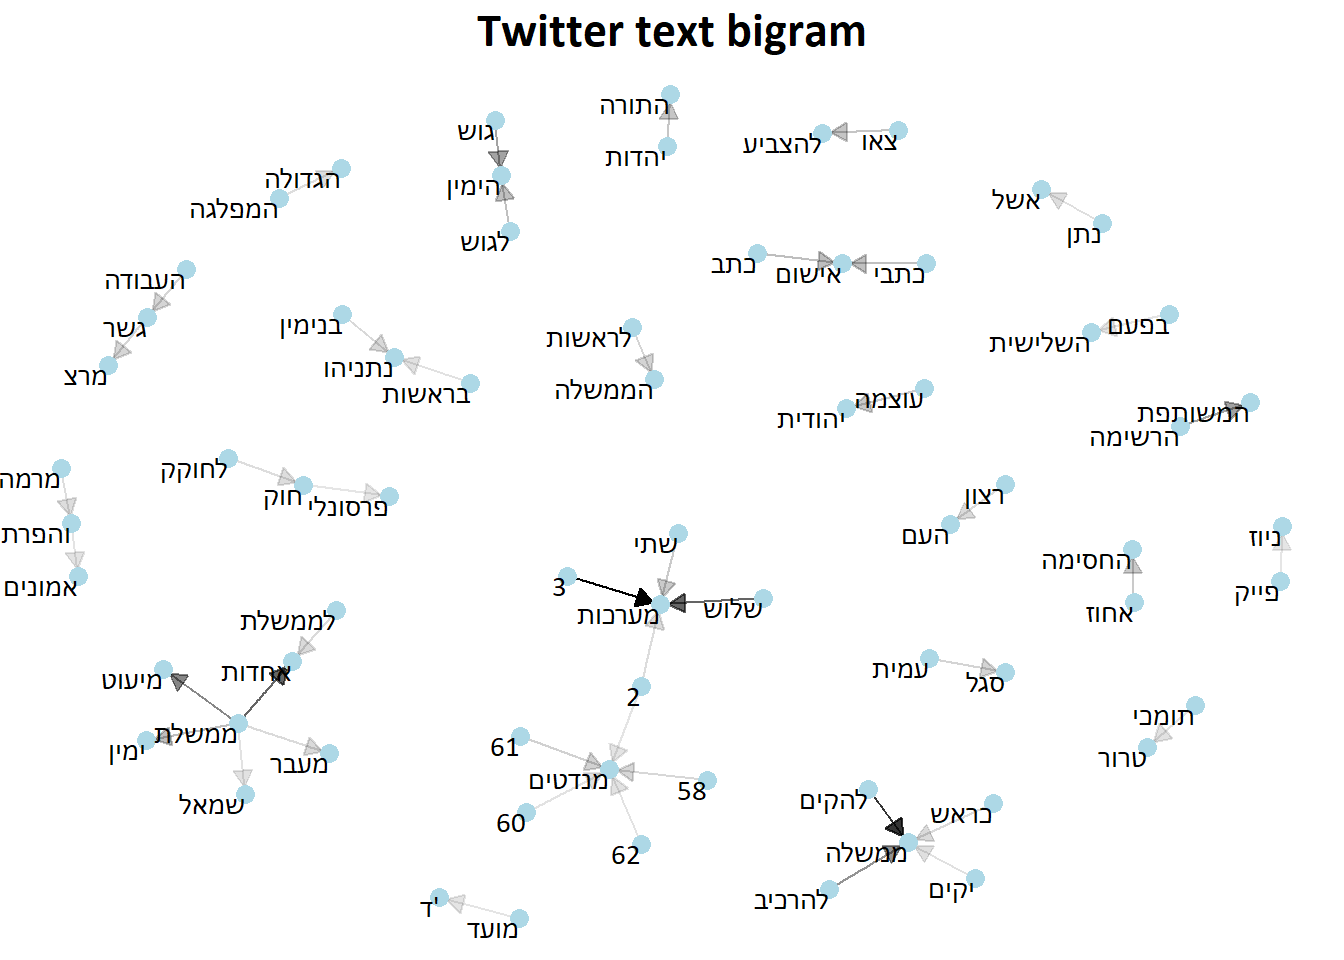 Twitter text bigram
התורה
יהדות
גוש
הימין
לגוש
צאו
להצביע
הגדולה
המפלגה
אשל
נתן
כתב
אישום
כתבי
העבודה
גשר
מרצ
בנימין
נתניהו
בראשות
לראשות
הממשלה
בפעם
השלישית
עוצמה
יהודית
המשותפת
הרשימה
מרמה
והפרת
אמונים
לחוקק
חוק
פרסונלי
רצון
העם
שתי
3
מערכות
שלוש
החסימה
אחוז
ניוז
פייק
לממשלת
אחדות
מיעוט
ממשלת
ימין
מעבר
שמאל
2
61
מנדטים
58
60
62
עמית
סגל
תומכי
טרור
להקים
בראש
ממשלה
יקים
להרכיב
יד
מועד